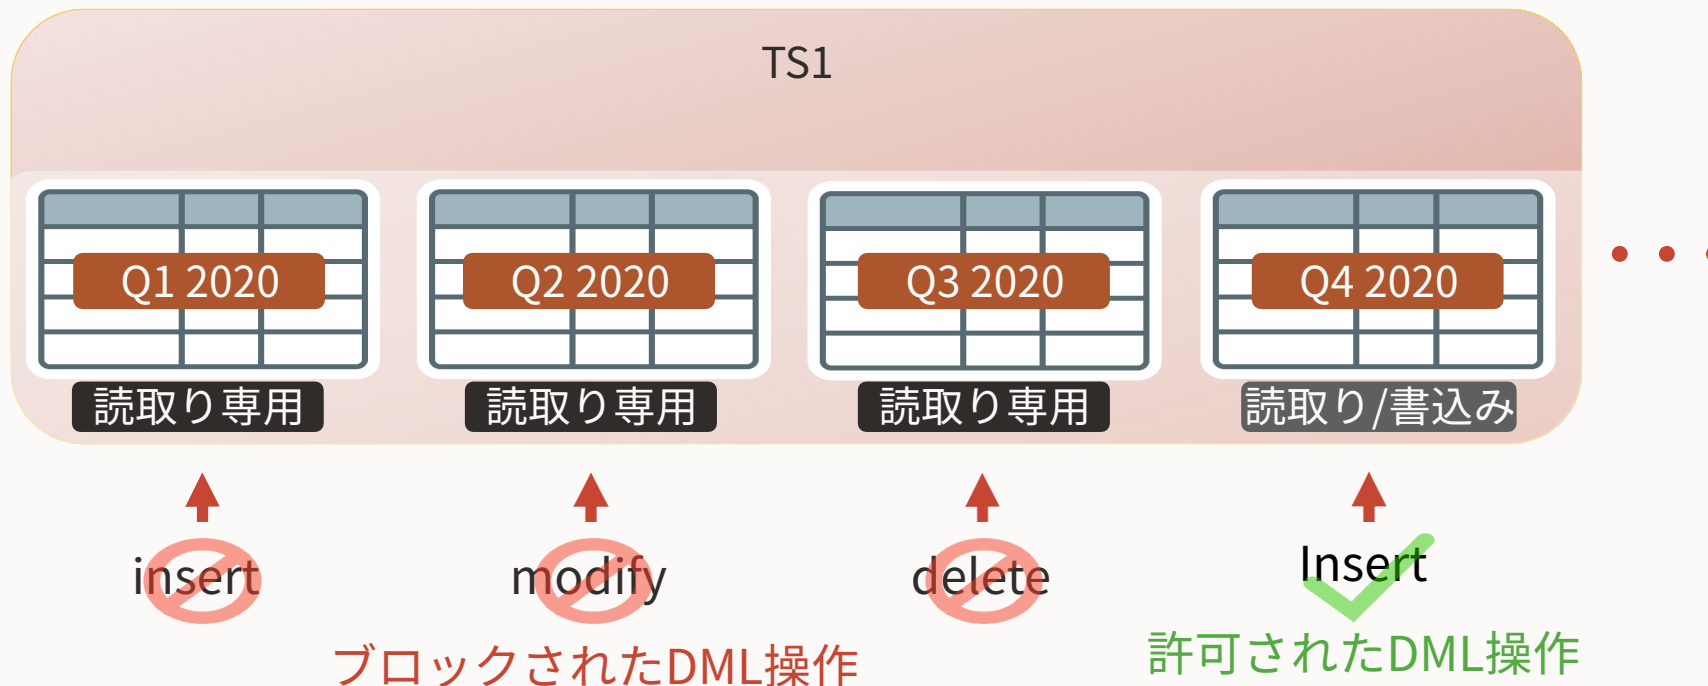 TS1
Q1 2020
Q2 2020
Q3 2020
Q4 2020
読取り専用
読取り専用
読取り専用
読取り/書込み
insert
modify
delete
Insert
ブロックされたDML操作
許可されたDML操作